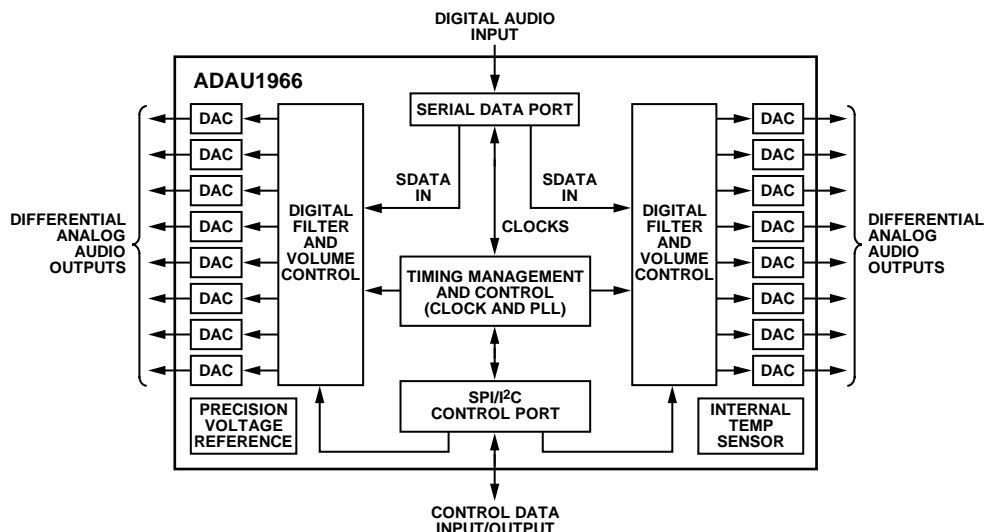 DIGITAL AUDIO
INPUT
ADAU1966
SERIAL DATA PORT
DAC
DAC
DAC
DAC
DAC
DAC
DAC
DAC
DIFFERENTIAL
ANALOG
AUDIO
OUTPUTS
DIGITAL
FILTER
AND
VOLUME
CONTROL
SDATA
IN
CLOCKS
SDATA
IN
TIMING MANAGEMENT
AND CONTROL
(CLOCK AND PLL)
DIGITAL
FILTER
AND
VOLUME
CONTROL
DAC
DAC
DAC
DAC
DAC
DAC
DAC
DAC
DIFFERENTIAL
ANALOG
AUDIO
OUTPUTS
PRECISION
VOLTAGE
REFERENCE
SPI/I²C
CONTROL PORT
INTERNAL
TEMP
SENSOR
CONTROL DATA
INPUT/OUTPUT